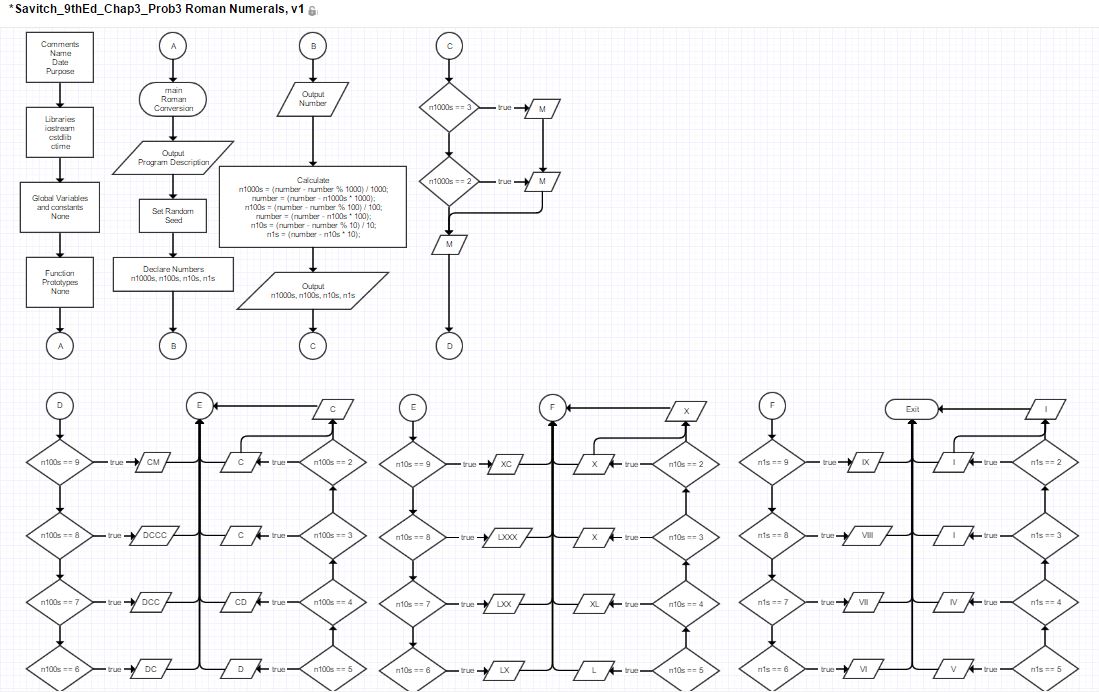 *Savitch_9thEd_Chap3_Prob3 Roman Numerals, v1
Comments
Name
Date
Purpose
Libraries
iostream
cstdlib
ctime
Global Variables
and constants
None
Function
Prototypes
None
A
A
main
Roman
Conversion
Output
Program Description
Set Random
Seed
Declare Numbers
n1000s, n100s, n10s, n1s
B
B
Output
Number
Calculate
n1000s = (number - number % 1000) / 1000;
number = (number - n1000s * 1000);
n100s = (number - number % 100) / 100;
number = (number - n100s * 100);
n10s = (number - number % 10) / 10;
n1s = (number - n10s * 10);
Output
n1000s, n100s, n10s, n1s
C
C
n1000s == 3
true
M
n1000s == 2
true
M
M
D
D
E
C
n100s == 9
true
CM
C
true
n100s == 2
n100s == 8
true
DCCC
C
true
n100s == 3
n100s == 7
true
DCC
CD
true
n100s == 4
n100s == 6
true
DC
D
true
n100s == 5
E
F
X
n10s == 9
true
XC
X
true
n10s == 2
n10s == 8
true
LXXX
X
true
n10s == 3
n10s == 7
true
LXX
XL
true
n10s == 4
n10s == 6
true
LX
L
true
n10s == 5
F
Exit
I
n1s == 9
true
IX
I
true
n1s == 2
n1s == 8
true
VIII
I
true
n1s == 3
n1s == 7
true
VII
IV
true
n1s == 4
n1s == 6
true
VI
V
true
n1s == 5